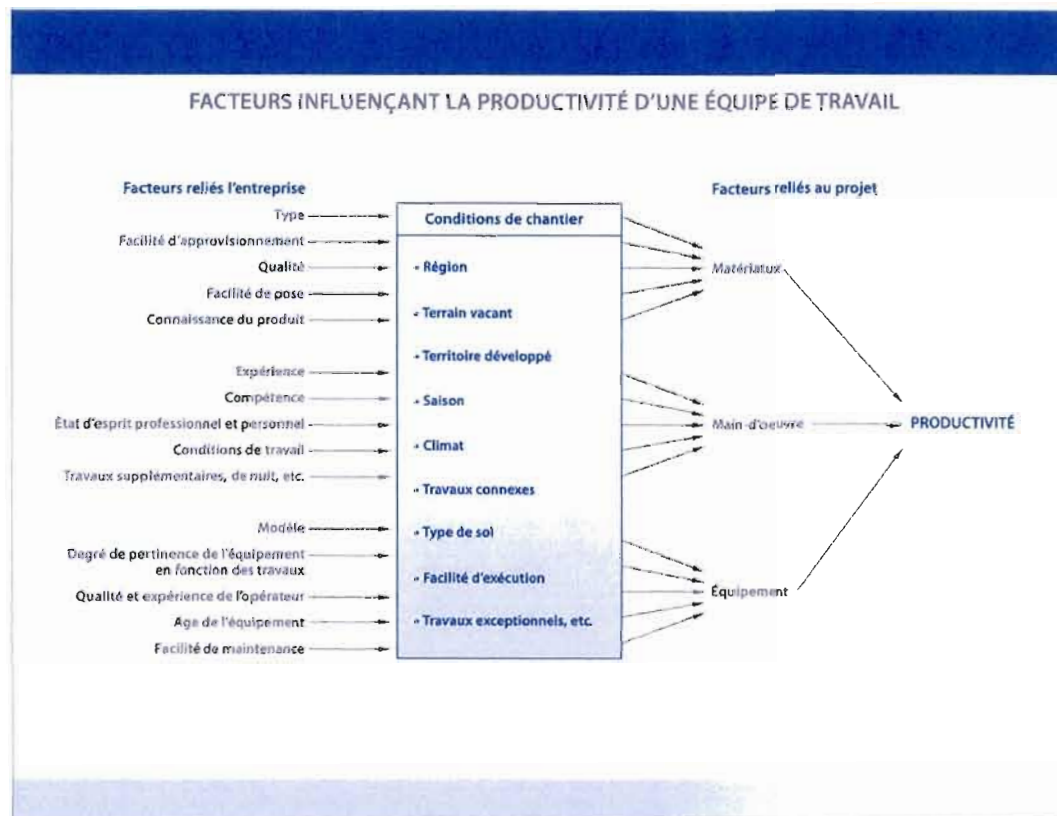 FACTEURS INFLUENÇANT LA PRODUCTIVITÉ D'UNE ÉQUIPE DE TRAVAIL
Facteurs reliés l'entreprise
Type
Facilité d'approvisionnement
Qualité
Facilité de pose
Connaissance du produit
Expérience
Compétence
État d'esprit professionnel et personnel
Conditions de travail
Travaux supplémentaires, de nuit, etc.
Modèle
Degré de pertinence de l'équipement
en fonction des travaux
Qualité et expérience de l'opérateur
Age de l'équipement
Facilité de maintenance
Conditions de chantier
• Région
• Terrain vacant
• Territoire développé
• Saison
• Climat
• Travaux connexes
• Type de sol
• Facilité d'exécution
• Travaux exceptionnels, etc.
Facteurs reliés au projet
Matériatux
Main-d'oeuvre
Équipement
PRODUCTIVITÉ